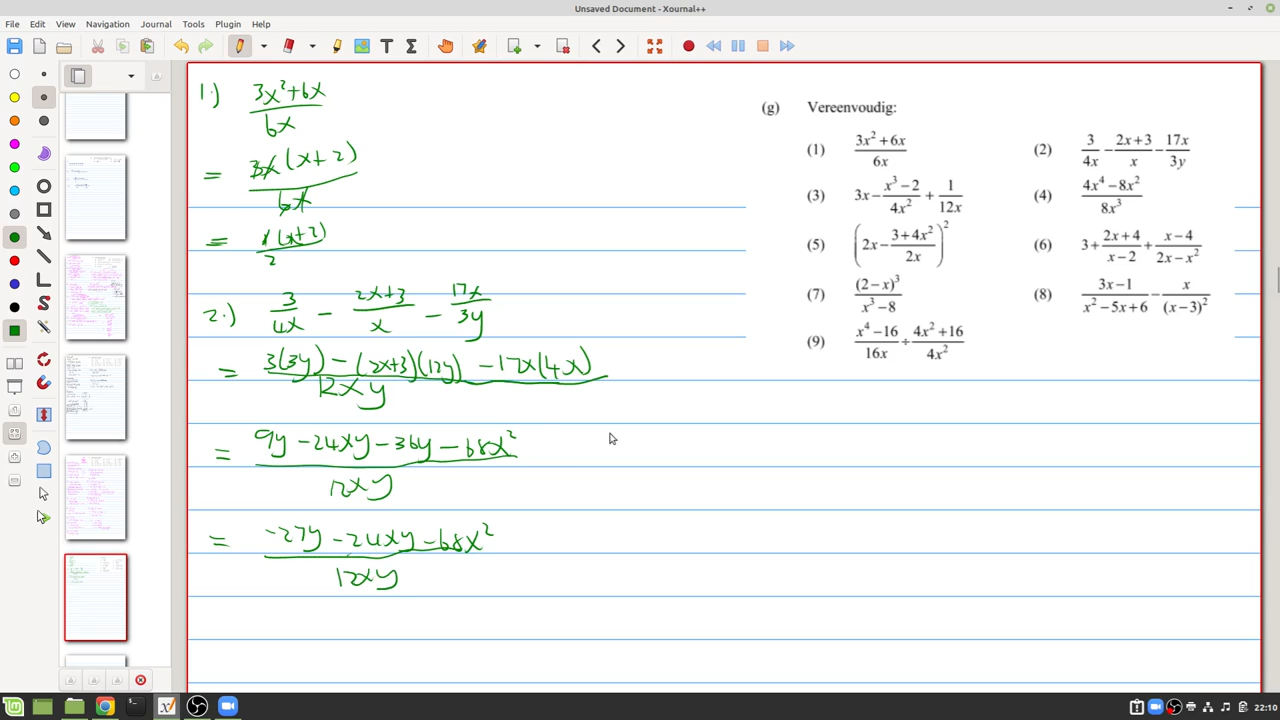 Unsaved Document - Xournal++
File Edit View Navigation Journal Tools Plugin Help
1.) (3x²+6x)/(6x)
= 3x(x+2)/(6x)
= 1(x+2)/2
2.) 3/(4x) - (2x+3)/x - 17x/(3y)
= (3(3y) - (2x+3)(12y) - 17x(4x))/(12xy)
= (9y - 24xy - 36y - 68x²)/(12xy)
= (-27y - 24xy - 68x²)/(12xy)
(g) Vereenvoudig:
(1) (3x² + 6x)/(6x) (2) 3/(4x) − (2x+3)/x − 17x/(3y)
(3) 3x − (x³ − 2)/(4x²) + 1/(12x) (4) (4x⁴ − 8x²)/(8x³)
(5) (2x − (3 + 4x²)/(2x))² (6) 3 + (2x+4)/(x−2) + (x−4)/(2x−x²)
(7) (2−x)³/(x³ −8) (8) (3x−1)/(x² −5x+6) − x/(x−3)²
(9) (x⁴ −16)/(16x) ÷ (4x² +16)/(4x²)
22:10